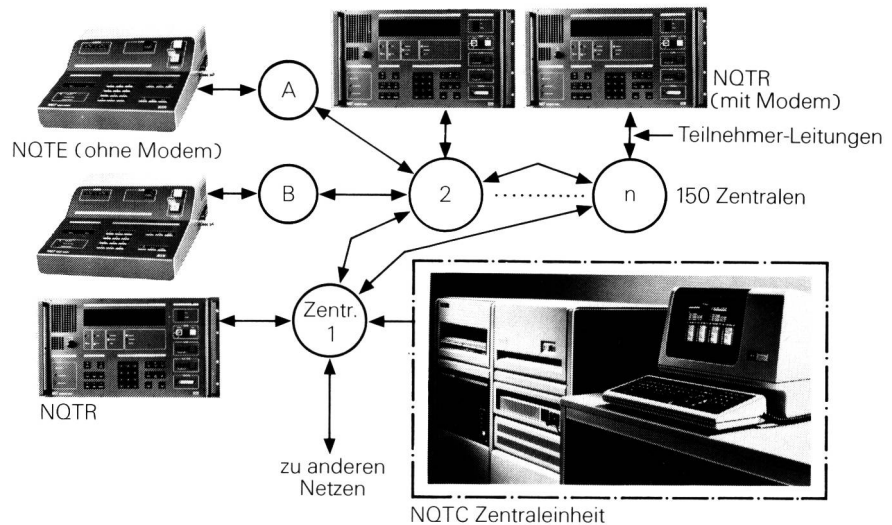 A
NQTR
(mit Modem)
Teilnehmer-Leitungen
NQTE (ohne Modem)
B
2
n
150 Zentralen
Zentr.
1
NQTR
zu anderen
Netzen
NQTC Zentraleinheit